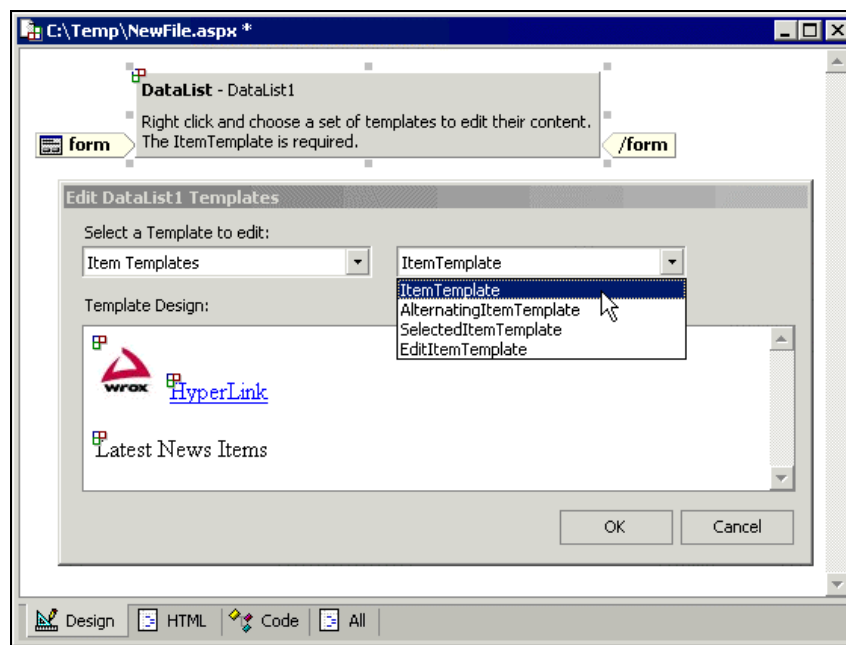 C:\Temp\NewFile.aspx *
DataList - DataList1
Right click and choose a set of templates to edit their content.
The ItemTemplate is required.
form
/form
Edit DataList1 Templates
Select a Template to edit:
Item Templates
ItemTemplate
ItemTemplate
AlternatingItemTemplate
SelectedItemTemplate
EditItemTemplate
Template Design:
wrox
HyperLink
Latest News Items
OK
Cancel
Design
HTML
Code
All